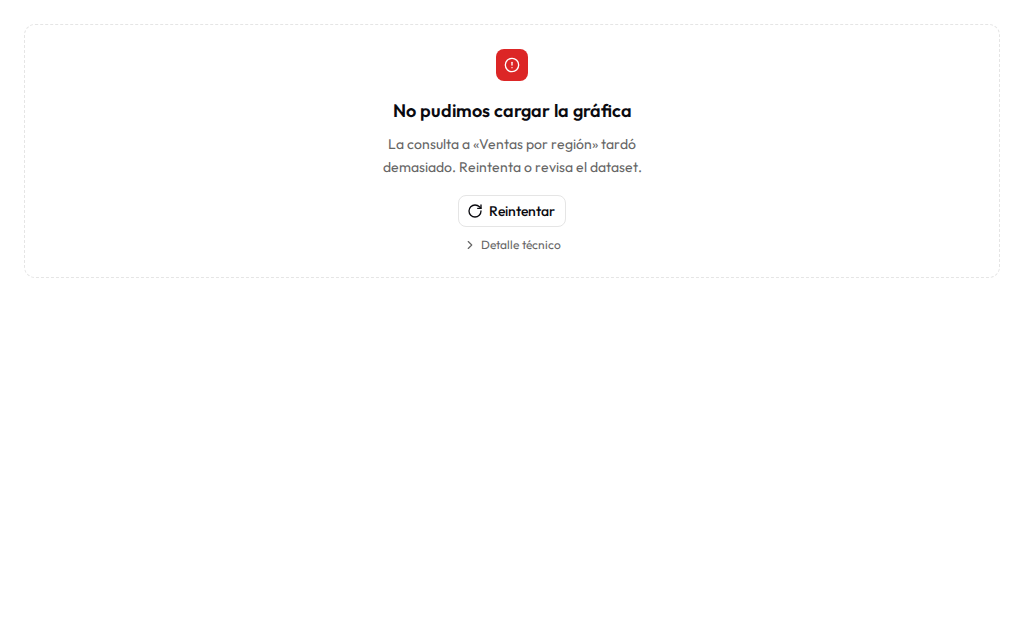 No pudimos cargar la gráfica
La consulta a «Ventas por región» tardó
demasiado. Reintenta o revisa el dataset.
Reintentar
Detalle técnico